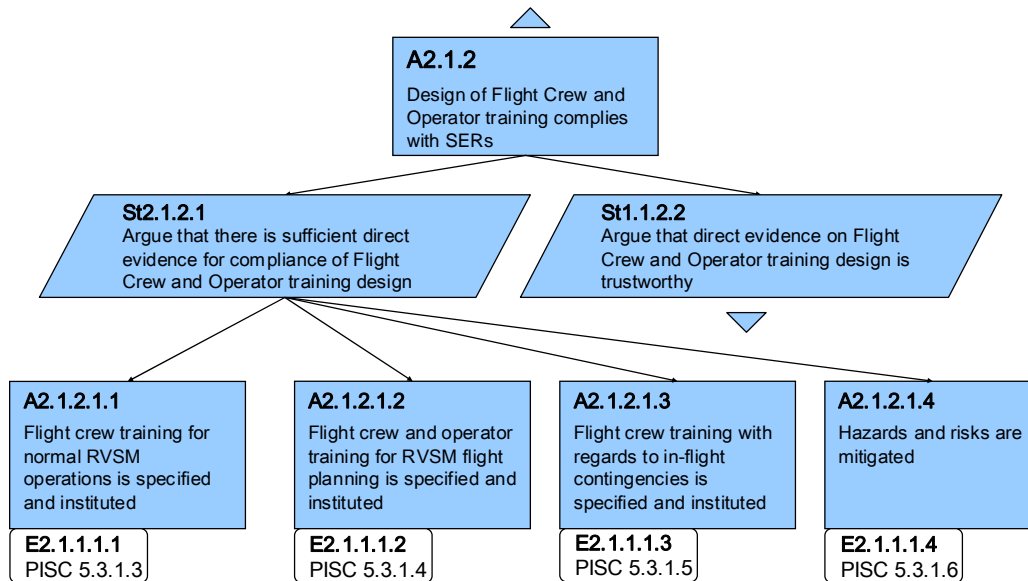 A2.1.2
Design of Flight Crew and
Operator training complies
with SERs
St2.1.2.1
Argue that there is sufficient direct
evidence for compliance of Flight
Crew and Operator training design
St1.1.2.2
Argue that direct evidence on Flight
Crew and Operator training design is
trustworthy
A2.1.2.1.1
Flight crew training for
normal RVSM
operations is specified
and instituted
E2.1.1.1.1
PISC 5.3.1.3
A2.1.2.1.2
Flight crew and operator
training for RVSM flight
planning is specified and
instituted
E2.1.1.1.2
PISC 5.3.1.4
A2.1.2.1.3
Flight crew training with
regards to in-flight
contingencies is
specified and instituted
E2.1.1.1.3
PISC 5.3.1.5
A2.1.2.1.4
Hazards and risks are
mitigated
E2.1.1.1.4
PISC 5.3.1.6